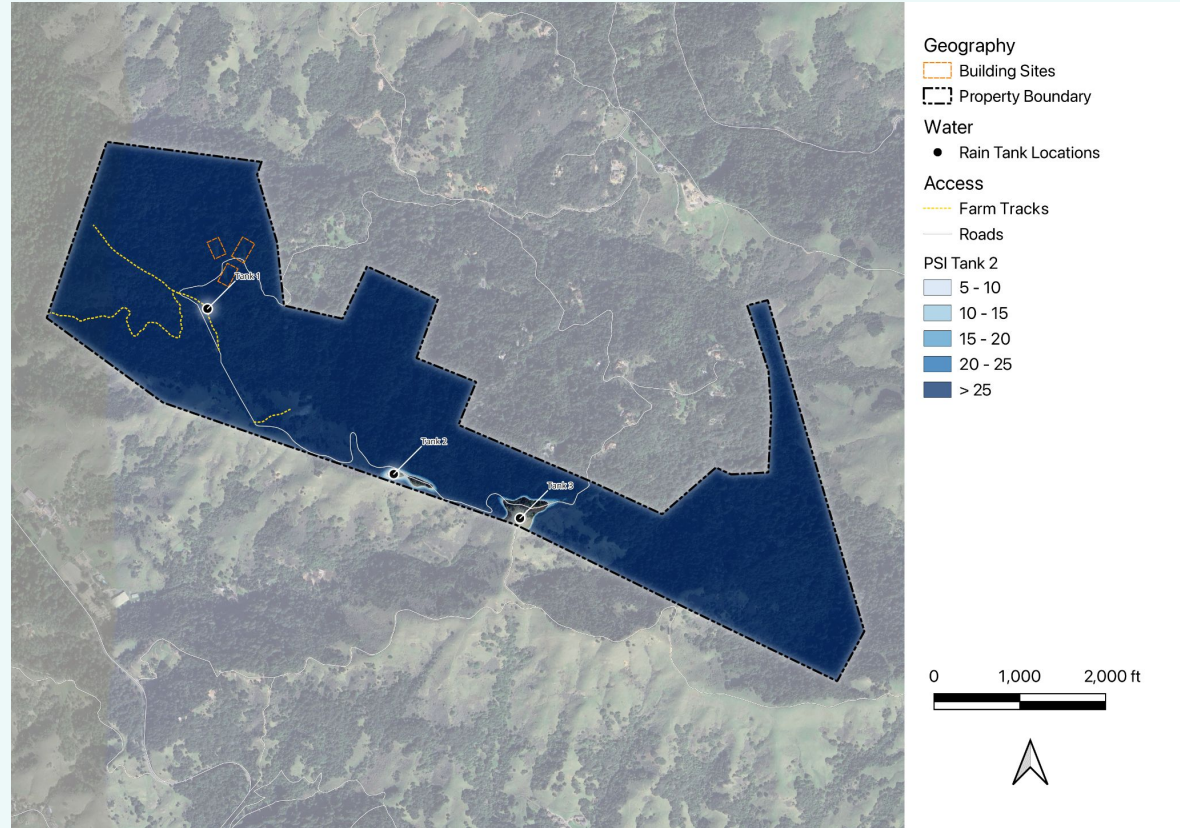 Geography
Building Sites
Property Boundary
Water
Rain Tank Locations
Access
Farm Tracks
Roads
PSI Tank 2
5 - 10
10 - 15
15 - 20
20 - 25
> 25
Tank 1
Tank 2
Tank 3
0 1,000 2,000 ft